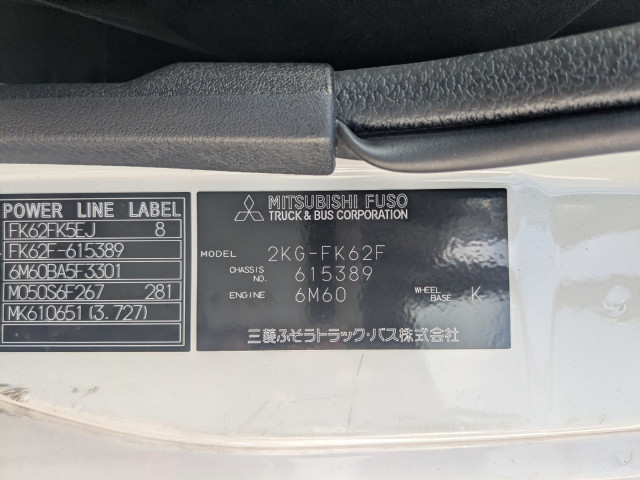 POWER LINE LABEL
FK62FK5EJ 8
FK62F-615389
6M60BA5F3301
M050S6F267 281
MK610651 (3.727)
MITSUBISHI FUSO
TRUCK & BUS CORPORATION
MODEL 2KG-FK62F
CHASSIS NO. 615389
ENGINE 6M60 WHEEL BASE K
三菱ふそうトラック・バス株式会社